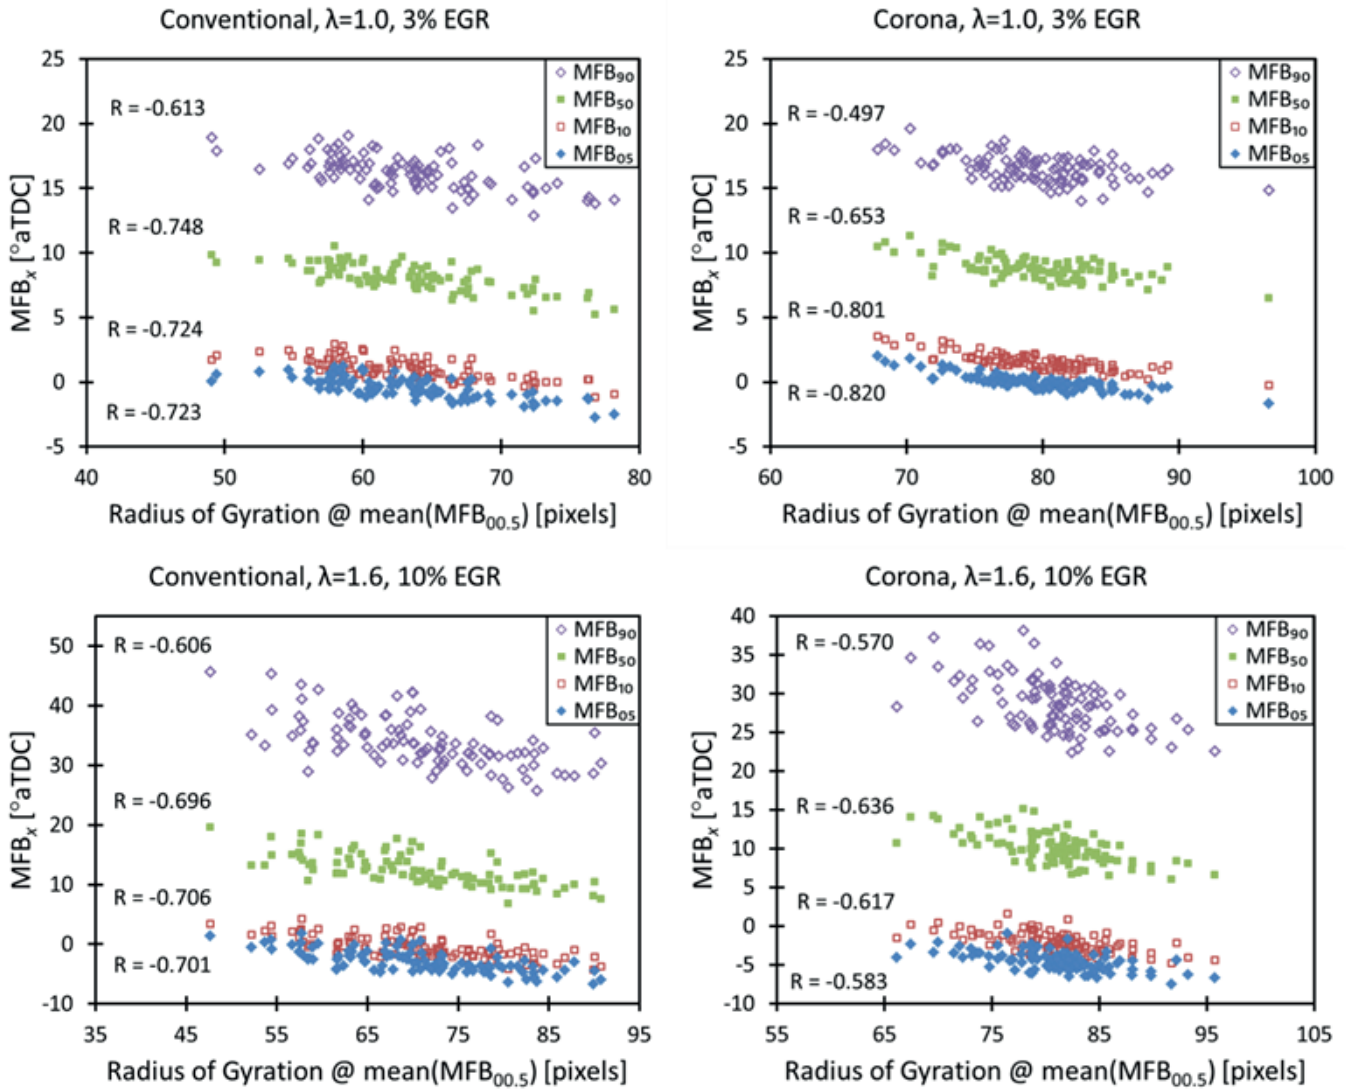 Conventional, λ=1.0, 3% EGR
25
20
15
10
5
0
-5
MFBx [°aTDC]
R = -0.613
R = -0.748
R = -0.724
R = -0.723
MFB90
MFB50
MFB10
MFB05
40 50 60 70 80
Radius of Gyration @ mean(MFB00.5) [pixels]
Corona, λ=1.0, 3% EGR
25
20
15
10
5
0
-5
MFBx [°aTDC]
R = -0.497
R = -0.653
R = -0.801
R = -0.820
MFB90
MFB50
MFB10
MFB05
60 70 80 90 100
Radius of Gyration @ mean(MFB00.5) [pixels]
Conventional, λ=1.6, 10% EGR
50
40
30
20
10
0
-10
MFBx [°aTDC]
R = -0.606
R = -0.696
R = -0.706
R = -0.701
MFB90
MFB50
MFB10
MFB05
35 45 55 65 75 85 95
Radius of Gyration @ mean(MFB00.5) [pixels]
Corona, λ=1.6, 10% EGR
40
35
30
25
20
15
10
5
0
-5
-10
MFBx [°aTDC]
R = -0.570
R = -0.636
R = -0.617
R = -0.583
MFB90
MFB50
MFB10
MFB05
55 65 75 85 95 105
Radius of Gyration @ mean(MFB00.5) [pixels]